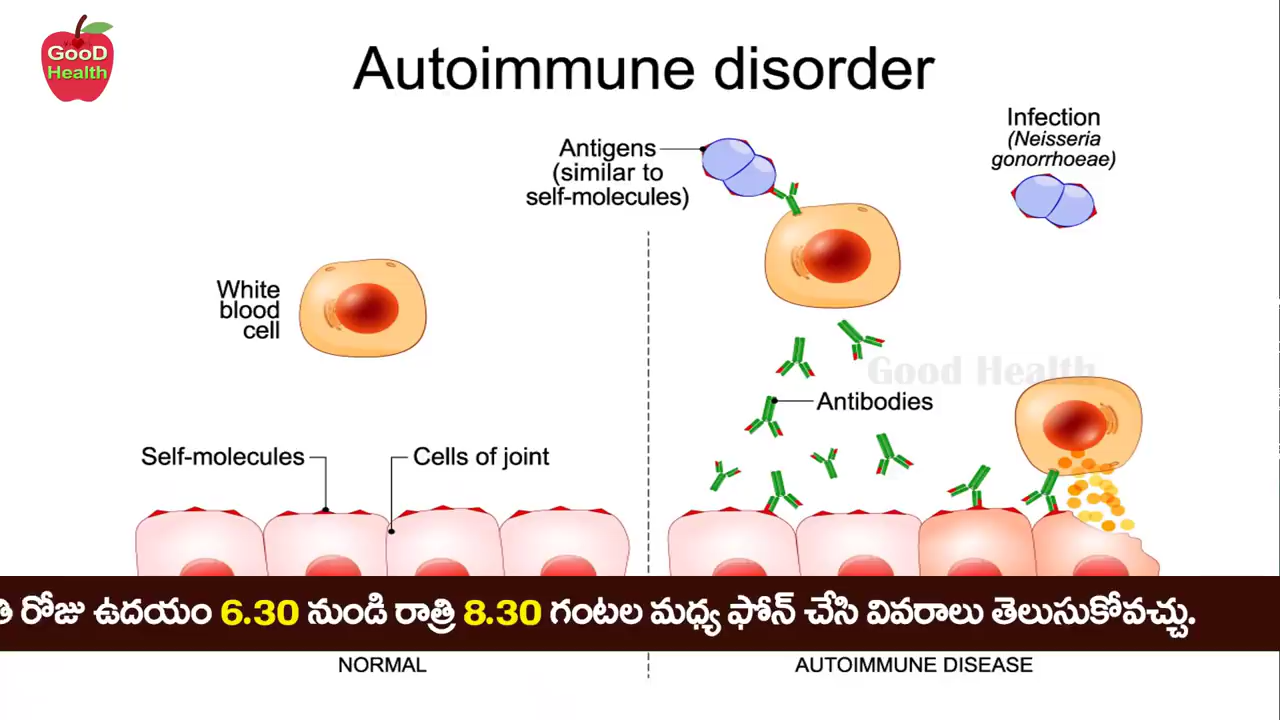 GooD
Health
Autoimmune disorder
Infection
(Neisseria
gonorrhoeae)
Antigens
(similar to
self-molecules)
White
blood
cell
Good Health
Antibodies
Self-molecules
Cells of joint
రోజు ఉదయం 6.30 నుండి రాత్రి 8.30 గంటల మధ్య ఫోన్ చేసి వివరాలు తెలుసుకోవచ్చు.
NORMAL
AUTOIMMUNE DISEASE